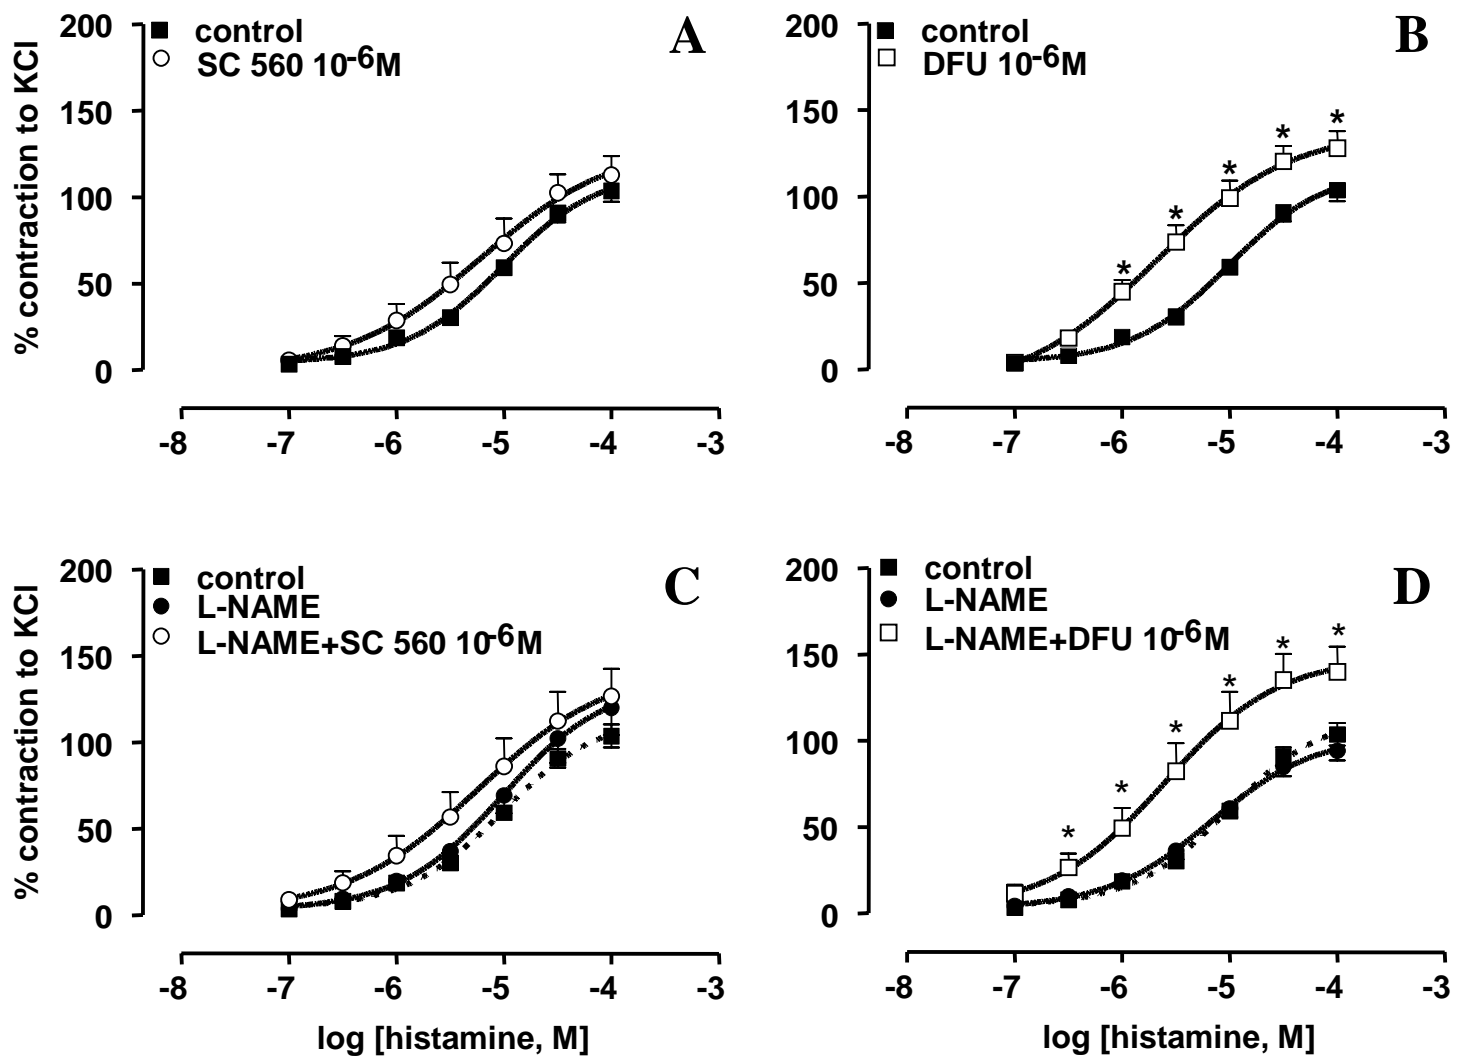 A
control
SC 560 10-6M
% contraction to KCl
200
150
100
50
0
-8 -7 -6 -5 -4 -3
B
control
DFU 10-6M
200
150
100
50
0
* * * * *
-8 -7 -6 -5 -4 -3
C
control
L-NAME
L-NAME+SC 560 10-6M
% contraction to KCl
200
150
100
50
0
-8 -7 -6 -5 -4 -3
log [histamine, M]
D
control
L-NAME
L-NAME+DFU 10-6M
200
150
100
50
0
* * * * * *
-8 -7 -6 -5 -4 -3
log [histamine, M]